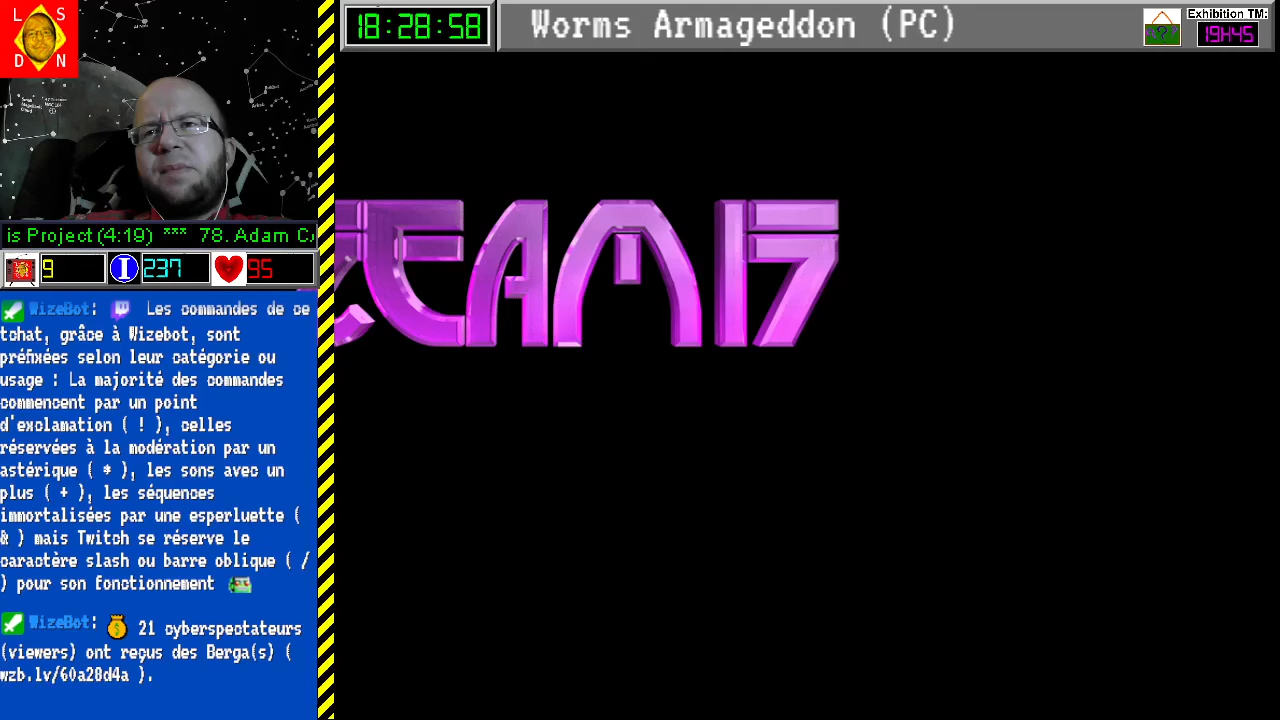 L S
D N
18:28:58
Worms Armageddon (PC)
Exhibition TM:
19H45
is Project (4:19) *** 78. Adam
9
237
95
TEAM17
WizeBot: Les commandes de ce
tchat, grâce à Wizebot, sont
préfixées selon leur catégorie ou
usage : La majorité des commandes
commencent par un point
d'exclamation ( ! ), celles
réservées à la modération par un
astérique ( * ), les sons avec un
plus ( + ), les séquences
immortalisées par une esperluette (
& ) mais Twitch se réserve le
caractère slash ou barre oblique ( /
) pour son fonctionnement
WizeBot: 21 cyberspectateurs
(viewers) ont reçus des Berga(s) (
wzb.lv/60a28d4a ).